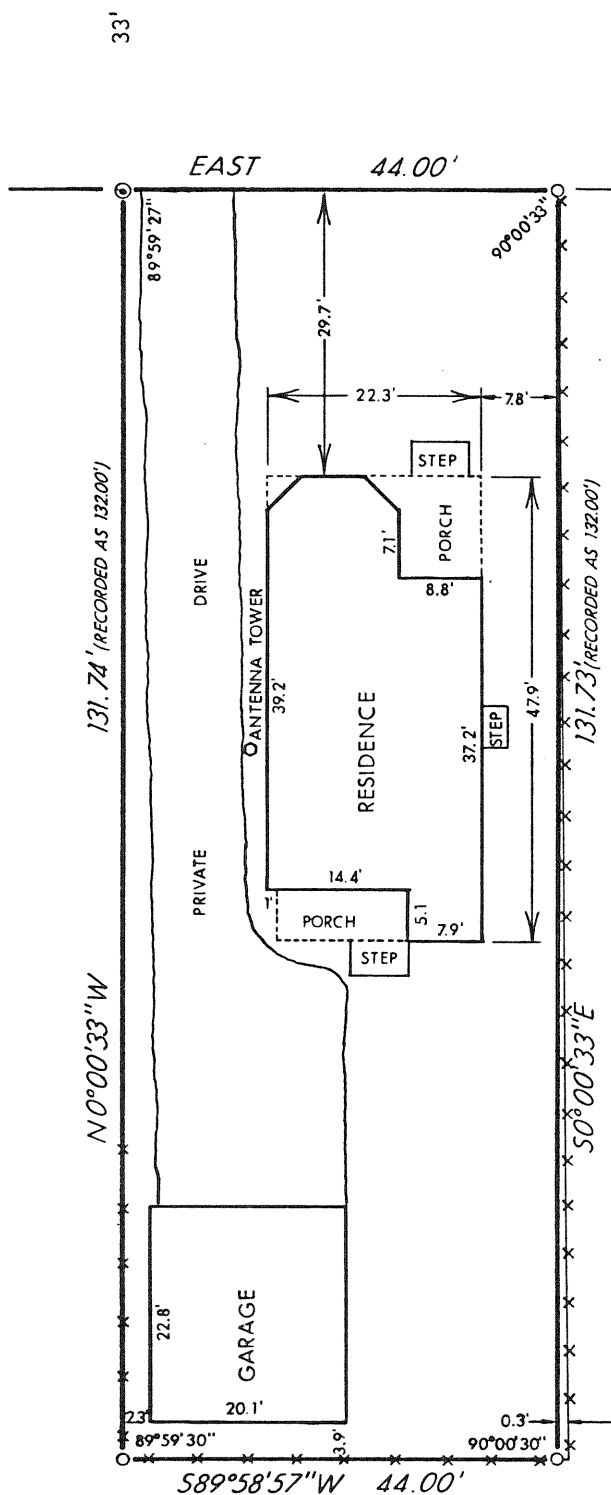 33'
EAST 44.00'
89°59'27"
90°00'33"
29.7'
22.3'
7.8'
STEP
131.74' (RECORDED AS 132.00')
PRIVATE DRIVE
ANTENNA TOWER
39.2'
7.1'
PORCH
8.8'
RESIDENCE
37.2'
STEP
47.9'
131.73' (RECORDED AS 132.00')
14.4'
1'
PORCH
5.1
7.9'
STEP
N 0°00'33"W
S0°00'33"E
GARAGE
22.8'
20.1'
2.3'
89°59'30"
3.9'
0.3'
90°00'30"
S89°58'57"W 44.00'